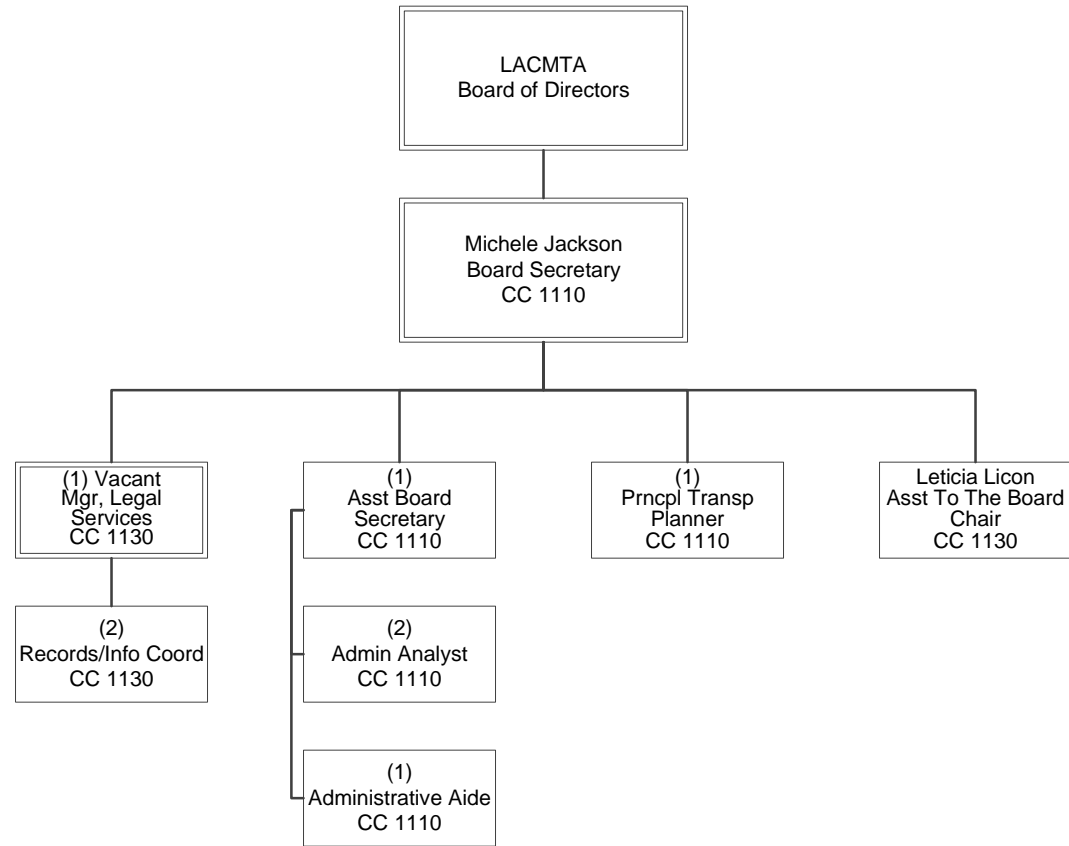 LACMTA
Board of Directors
Michele Jackson
Board Secretary
CC 1110
(1) Vacant
Mgr, Legal
Services
CC 1130
(1)
Asst Board
Secretary
CC 1110
(1)
Prncpl Transp
Planner
CC 1110
Leticia Licon
Asst To The Board
Chair
CC 1130
(2)
Records/Info Coord
CC 1130
(2)
Admin Analyst
CC 1110
(1)
Administrative Aide
CC 1110